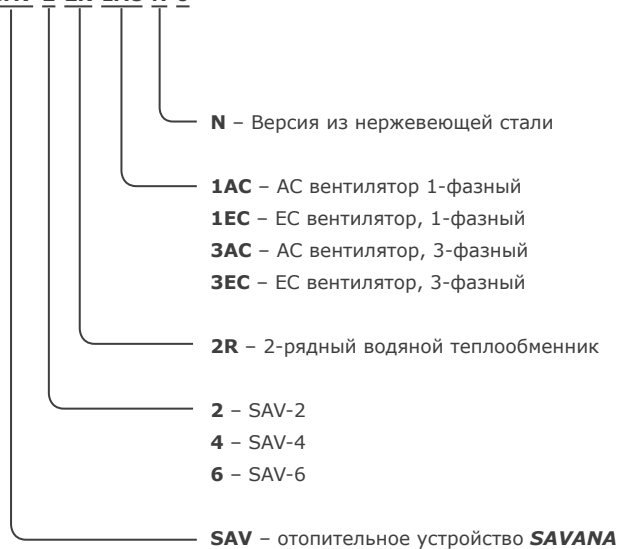 N – Версия из нержевеющей стали
1AC – AC вентилятор 1-фазный
1EC – EC вентилятор, 1-фазный
3AC – AC вентилятор, 3-фазный
3EC – EC вентилятор, 3-фазный
2R – 2-рядный водяной теплообменник
2 – SAV-2
4 – SAV-4
6 – SAV-6
SAV – отопительное устройство SAVANA